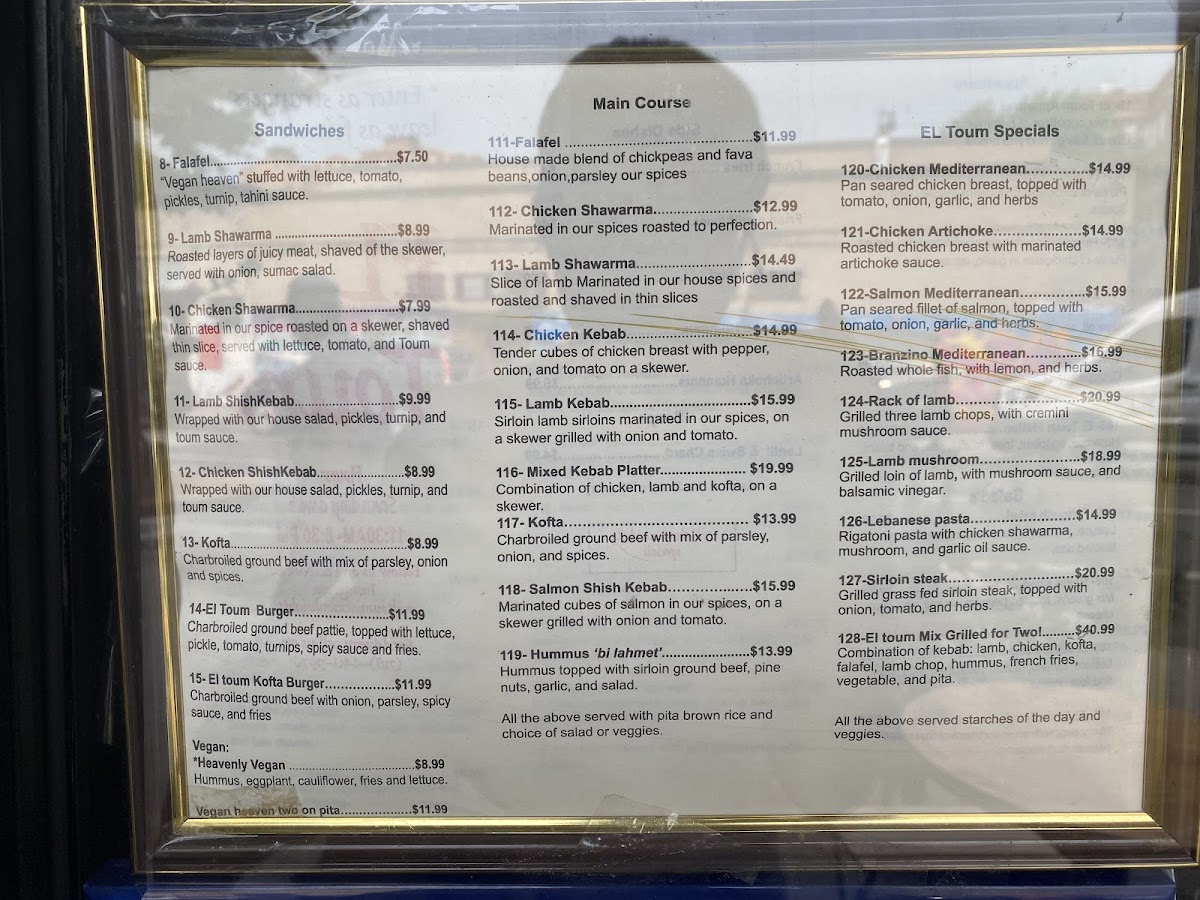 Sandwiches
8- Falafel..................................................$7.50
"Vegan heaven" stuffed with lettuce, tomato,
pickles, turnip, tahini sauce.
9- Lamb Shawarma ..................................$8.99
Roasted layers of juicy meat, shaved of the skewer,
served with onion, sumac salad.
10- Chicken Shawarma............................$7.99
Marinated in our spice roasted on a skewer, shaved
thin slice, served with lettuce, tomato, and Toum
sauce.
11- Lamb ShishKebab.............................$9.99
Wrapped with our house salad, pickles, turnip, and
toum sauce.
12- Chicken ShishKebab........................$8.99
Wrapped with our house salad, pickles, turnip, and
toum sauce.
13- Kofta................................................$8.99
Charbroiled ground beef with mix of parsley, onion
and spices.
14-El Toum Burger.........................$11.99
Charbroiled ground beef pattie, topped with lettuce,
pickle, tomato, turnips, spicy sauce and fries.
15- El toum Kofta Burger..................$11.99
Charbroiled ground beef with onion, parsley, spicy
sauce, and fries
Vegan:
*Heavenly Vegan .................................$8.99
Hummus, eggplant, cauliflower, fries and lettuce.
Vegan heaven two on pita...................$11.99
Main Course
111-Falafel ...........................................$11.99
House made blend of chickpeas and fava
beans,onion,parsley our spices
112- Chicken Shawarma.......................$12.99
Marinated in our spices roasted to perfection.
113- Lamb Shawarma..........................$14.49
Slice of lamb Marinated in our house spices and
roasted and shaved in thin slices
114- Chicken Kebab.............................$14.99
Tender cubes of chicken breast with pepper,
onion, and tomato on a skewer.
115- Lamb Kebab.................................$15.99
Sirloin lamb sirloins marinated in our spices, on
a skewer grilled with onion and tomato.
116- Mixed Kebab Platter.................... $19.99
Combination of chicken, lamb and kofta, on a
skewer.
117- Kofta........................................... $13.99
Charbroiled ground beef with mix of parsley,
onion, and spices.
118- Salmon Shish Kebab....................$15.99
Marinated cubes of salmon in our spices, on a
skewer grilled with onion and tomato.
119- Hummus ‘bi lahmet’.....................$13.99
Hummus topped with sirloin ground beef, pine
nuts, garlic, and salad.
All the above served with pita brown rice and
choice of salad or veggies.
EL Toum Specials
120-Chicken Mediterranean..............$14.99
Pan seared chicken breast, topped with
tomato, onion, garlic, and herbs
121-Chicken Artichoke.....................$14.99
Roasted chicken breast with marinated
artichoke sauce.
122-Salmon Mediterranean...............$15.99
Pan seared fillet of salmon, topped with
tomato, onion, garlic, and herbs.
123-Branzino Mediterranean............$16.99
Roasted whole fish, with lemon, and herbs.
124-Rack of lamb.............................$20.99
Grilled three lamb chops, with cremini
mushroom sauce.
125-Lamb mushroom.......................$18.99
Grilled loin of lamb, with mushroom sauce, and
balsamic vinegar.
126-Lebanese pasta........................$14.99
Rigatoni pasta with chicken shawarma,
mushroom, and garlic oil sauce.
127-Sirloin steak.............................$20.99
Grilled grass fed sirloin steak, topped with
onion, tomato, and herbs.
128-El toum Mix Grilled for Two!.........$40.99
Combination of kebab: lamb, chicken, kofta,
falafel, lamb chop, hummus, french fries,
vegetable, and pita.
All the above served starches of the day and
veggies.